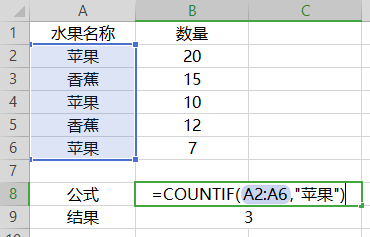 A B C
1 水果名称 数量
2 苹果 20
3 香蕉 15
4 苹果 10
5 香蕉 12
6 苹果 7
7
8 公式 =COUNTIF(A2:A6,"苹果")
9 结果 3
10